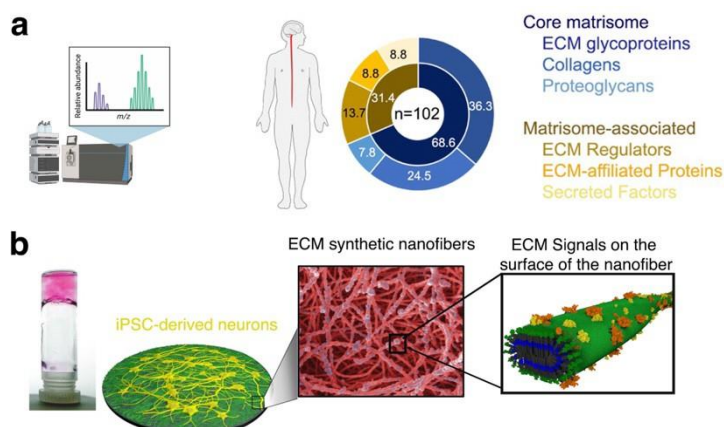 a
Relative abundance
m/z
8.8
8.8
13.7
31.4
36.3
n=102
7.8
68.6
24.5
Core matrisome
ECM glycoproteins
Collagens
Proteoglycans
Matrisome-associated
ECM Regulators
ECM-affiliated Proteins
Secreted Factors
b
iPSC-derived neurons
ECM synthetic nanofibers
ECM Signals on the
surface of the nanofiber